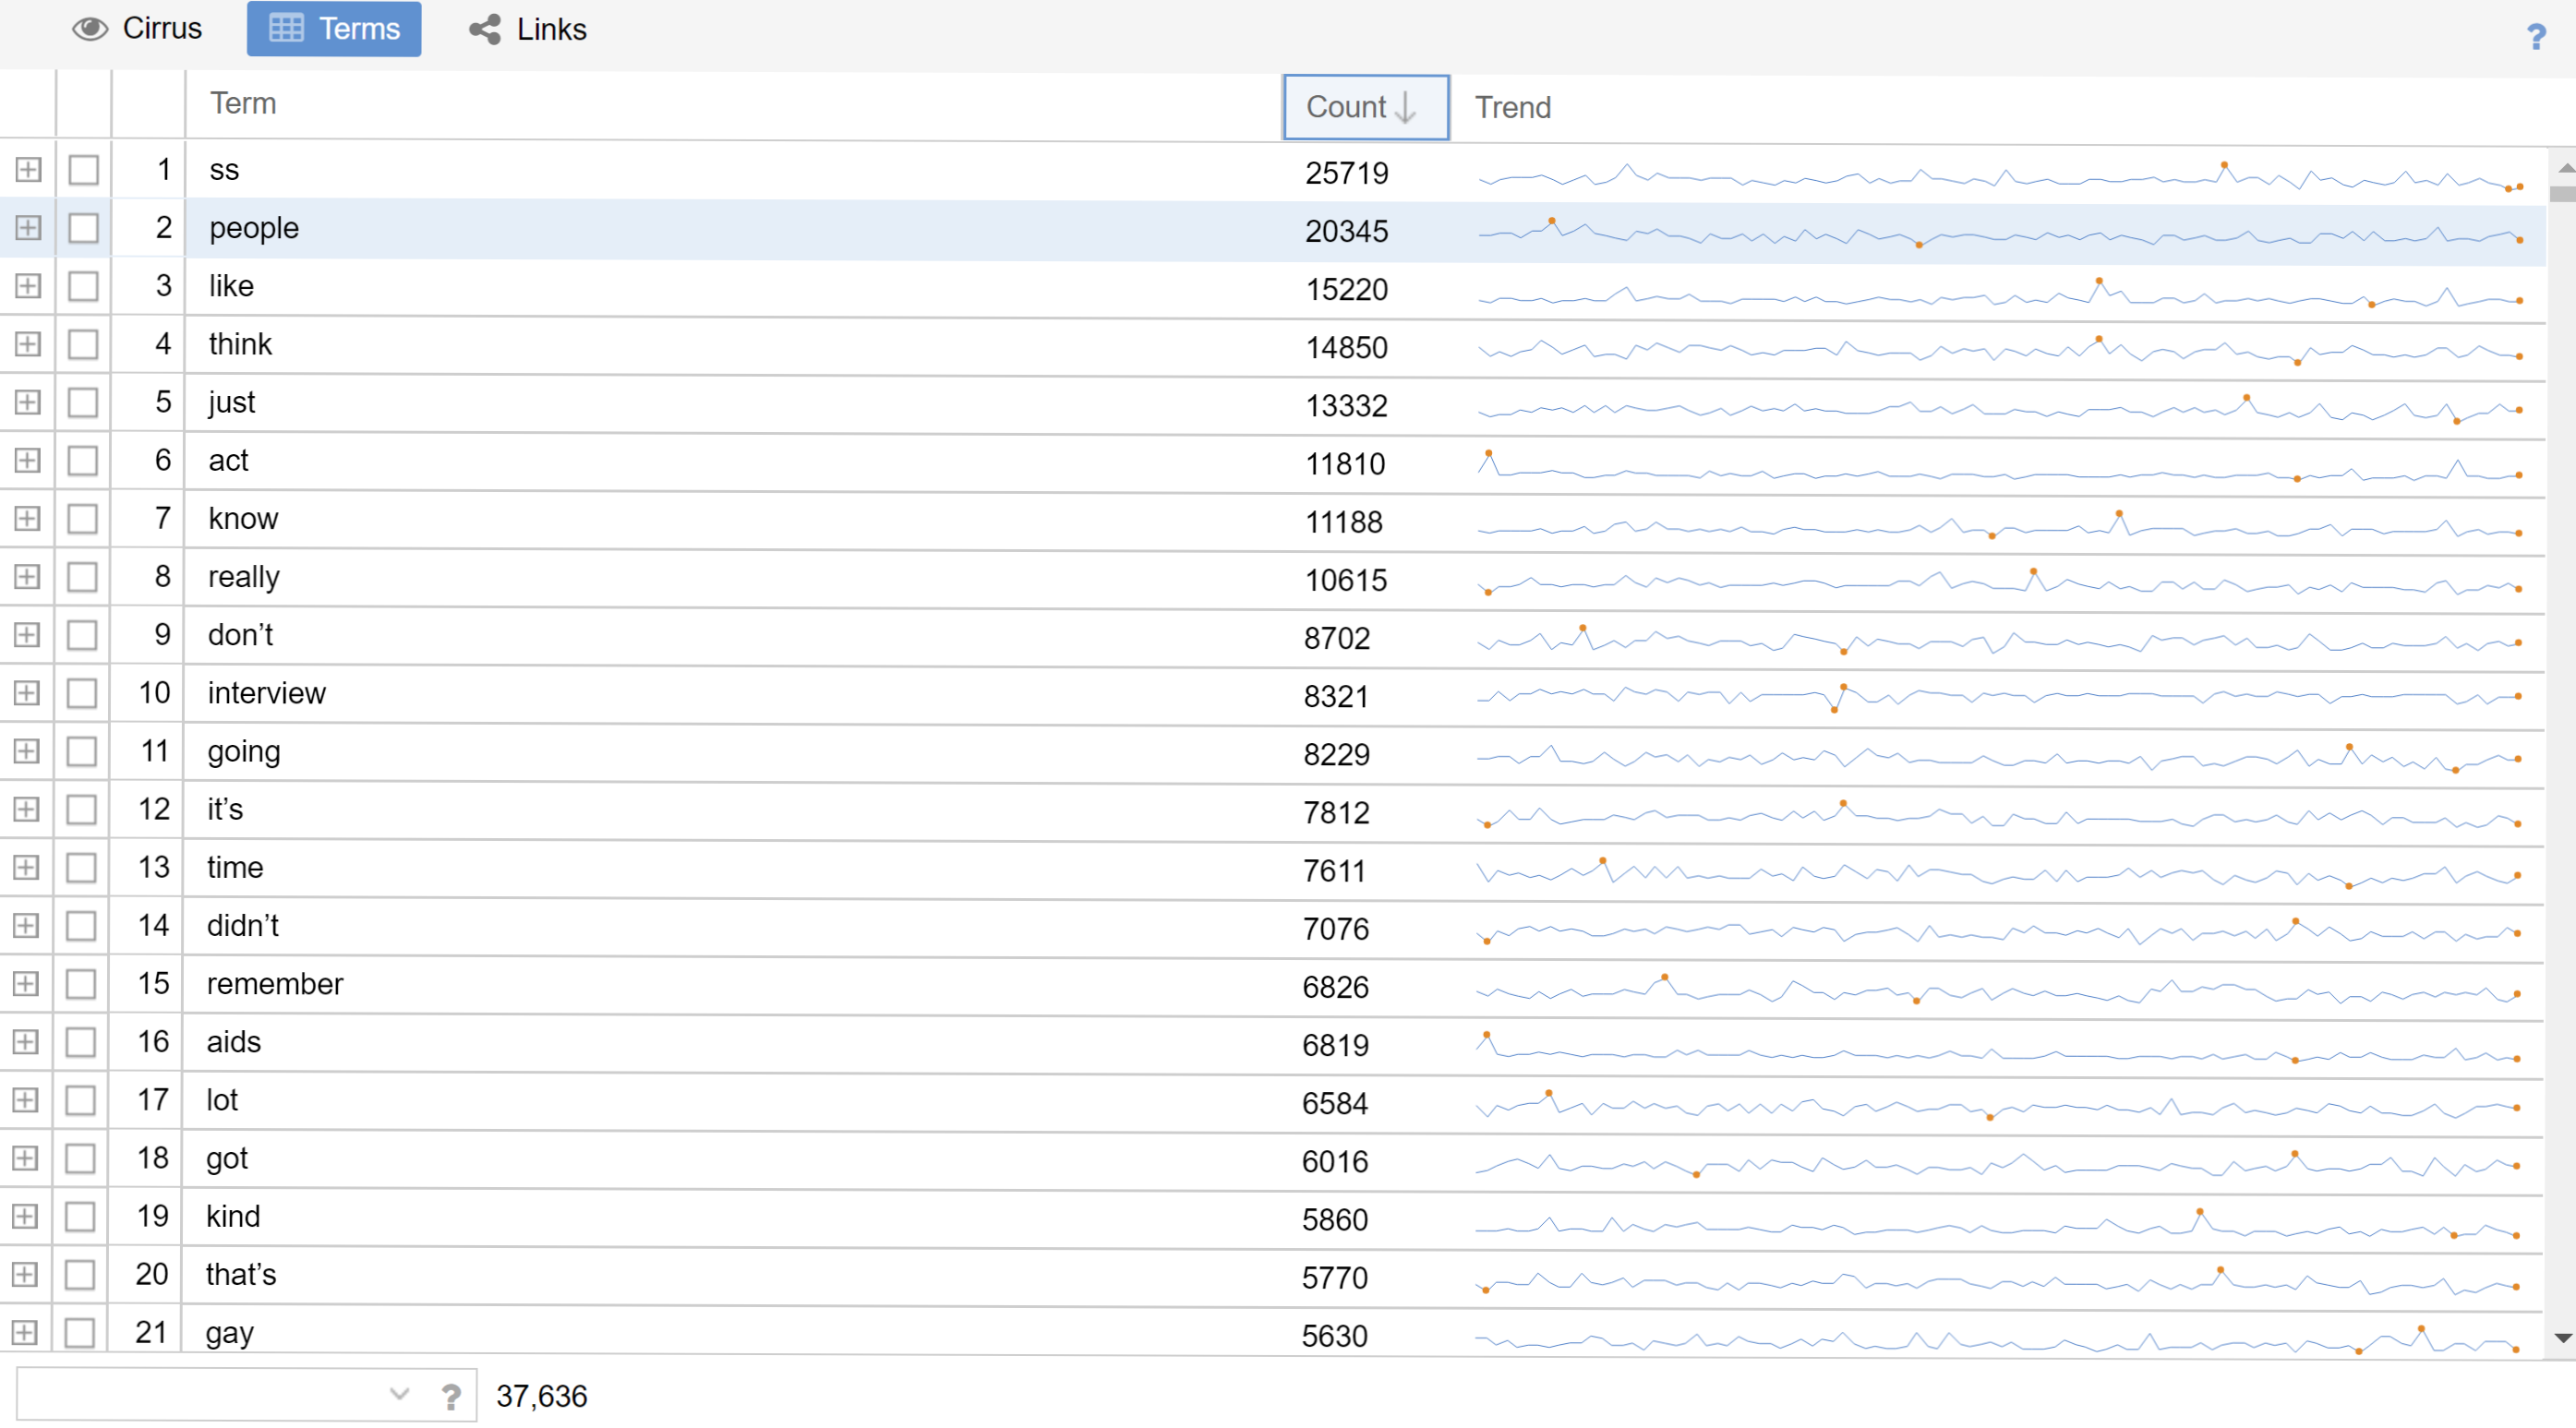 Cirrus Terms Links ?
Term Count Trend
1 ss 25719
2 people 20345
3 like 15220
4 think 14850
5 just 13332
6 act 11810
7 know 11188
8 really 10615
9 don’t 8702
10 interview 8321
11 going 8229
12 it’s 7812
13 time 7611
14 didn’t 7076
15 remember 6826
16 aids 6819
17 lot 6584
18 got 6016
19 kind 5860
20 that’s 5770
21 gay 5630
? 37,636